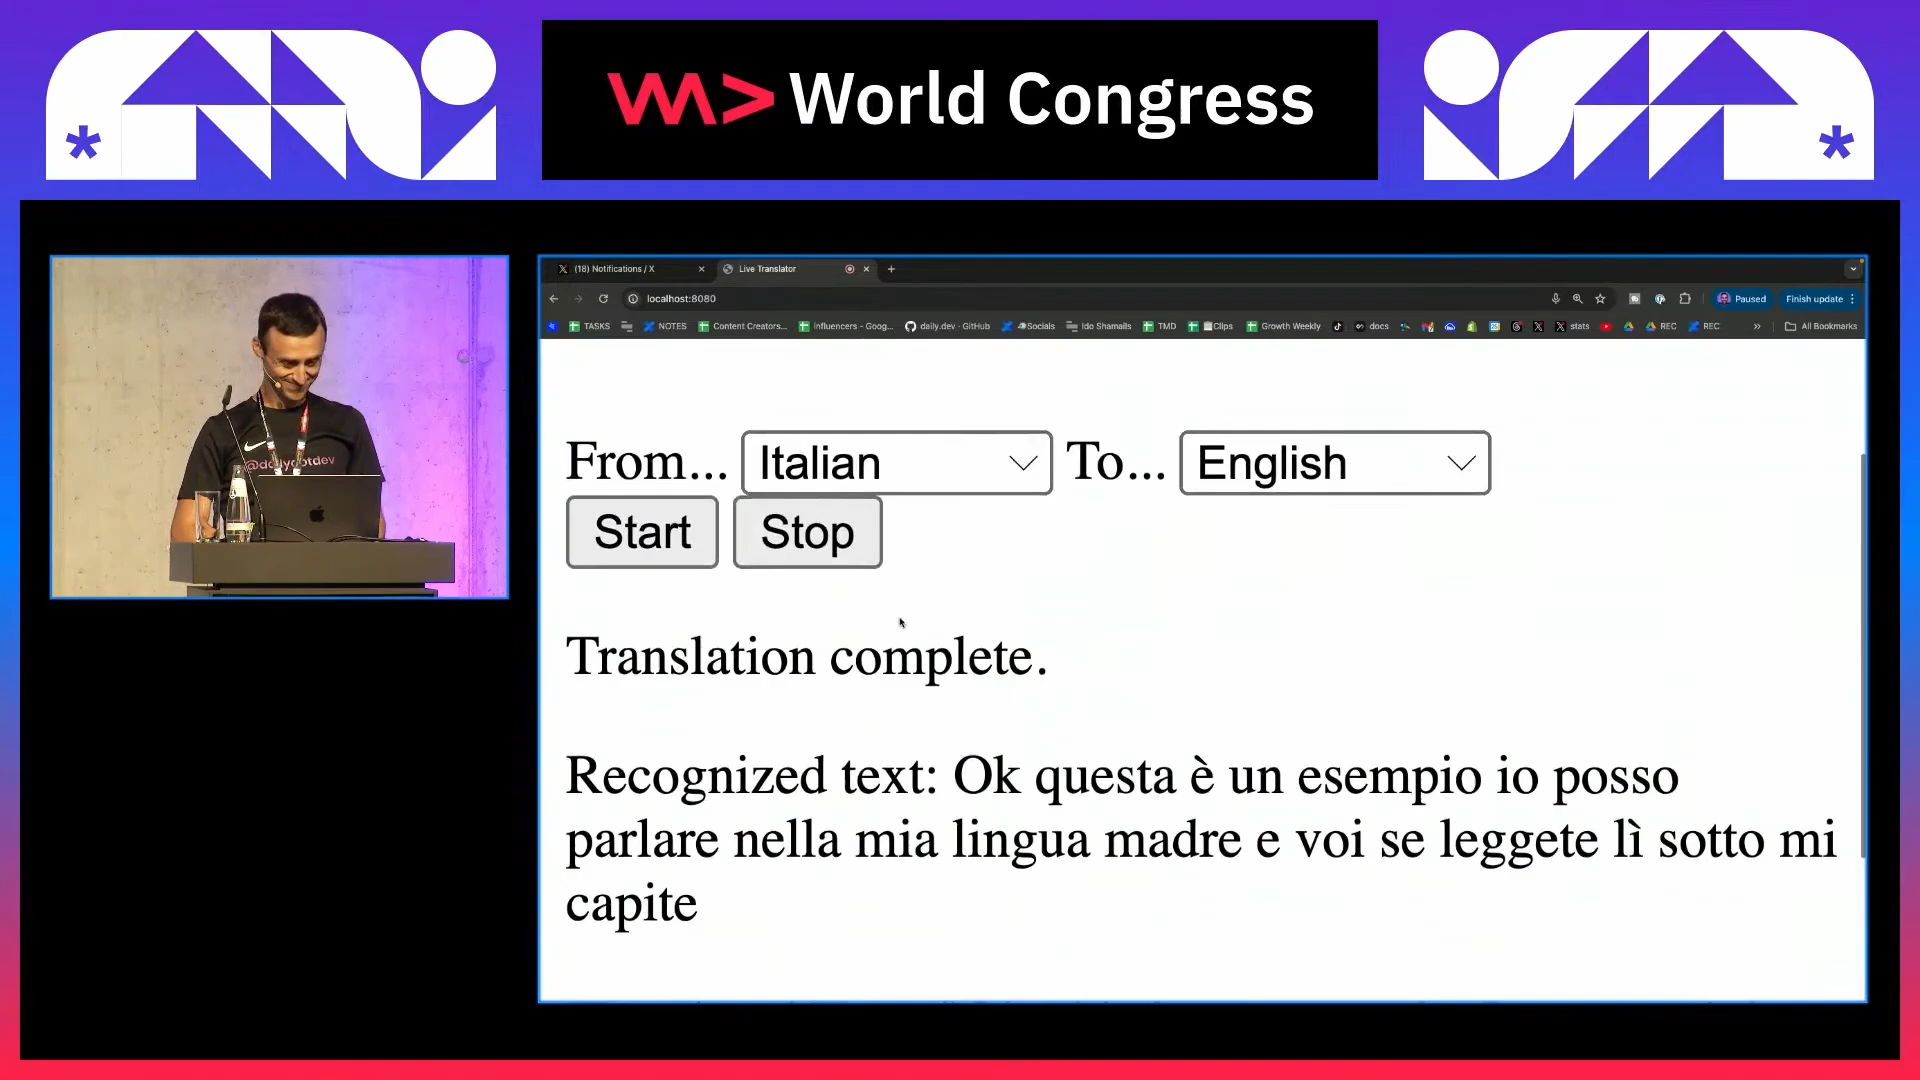 World Congress
@dailydotdev
(18) Notifications / X
Live Translator
localhost:8080
Paused
Finish update
TASKS
NOTES
Content Creators...
Influencers - Goog...
daily.dev · GitHub
Socials
Ido Shamails
TMD
Clips
Growth Weekly
docs
stats
REC
REC
»
All Bookmarks
From... Italian To... English
Start Stop
Translation complete.
Recognized text: Ok questa è un esempio io posso
parlare nella mia lingua madre e voi se leggete lì sotto mi
capite